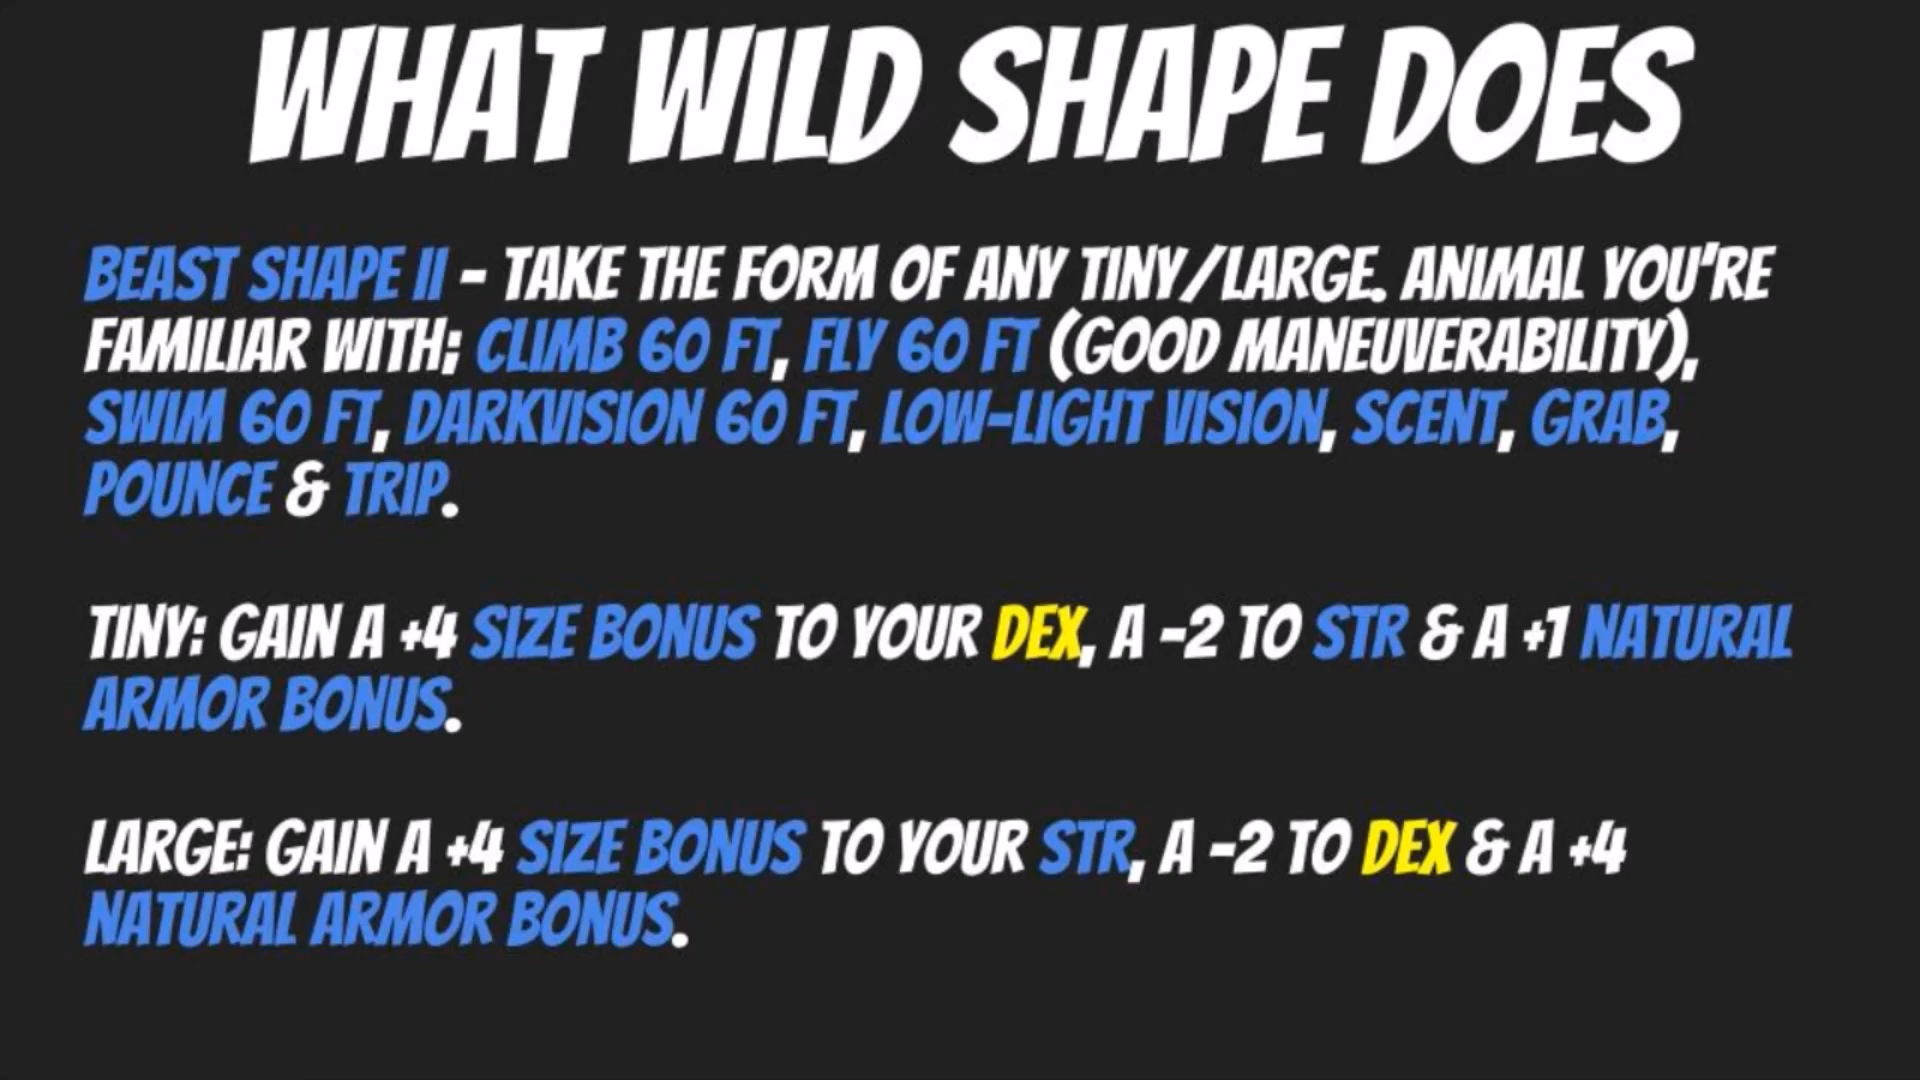 WHAT WILD SHAPE DOES
BEAST SHAPE II - TAKE THE FORM OF ANY TINY/LARGE. ANIMAL YOU'RE
FAMILIAR WITH; CLIMB 60 FT, FLY 60 FT (GOOD MANEUVERABILITY),
SWIM 60 FT, DARKVISION 60 FT, LOW-LIGHT VISION, SCENT, GRAB,
POUNCE & TRIP.
TINY: GAIN A +4 SIZE BONUS TO YOUR DEX, A -2 TO STR & A +1 NATURAL
ARMOR BONUS.
LARGE: GAIN A +4 SIZE BONUS TO YOUR STR, A -2 TO DEX & A +4
NATURAL ARMOR BONUS.